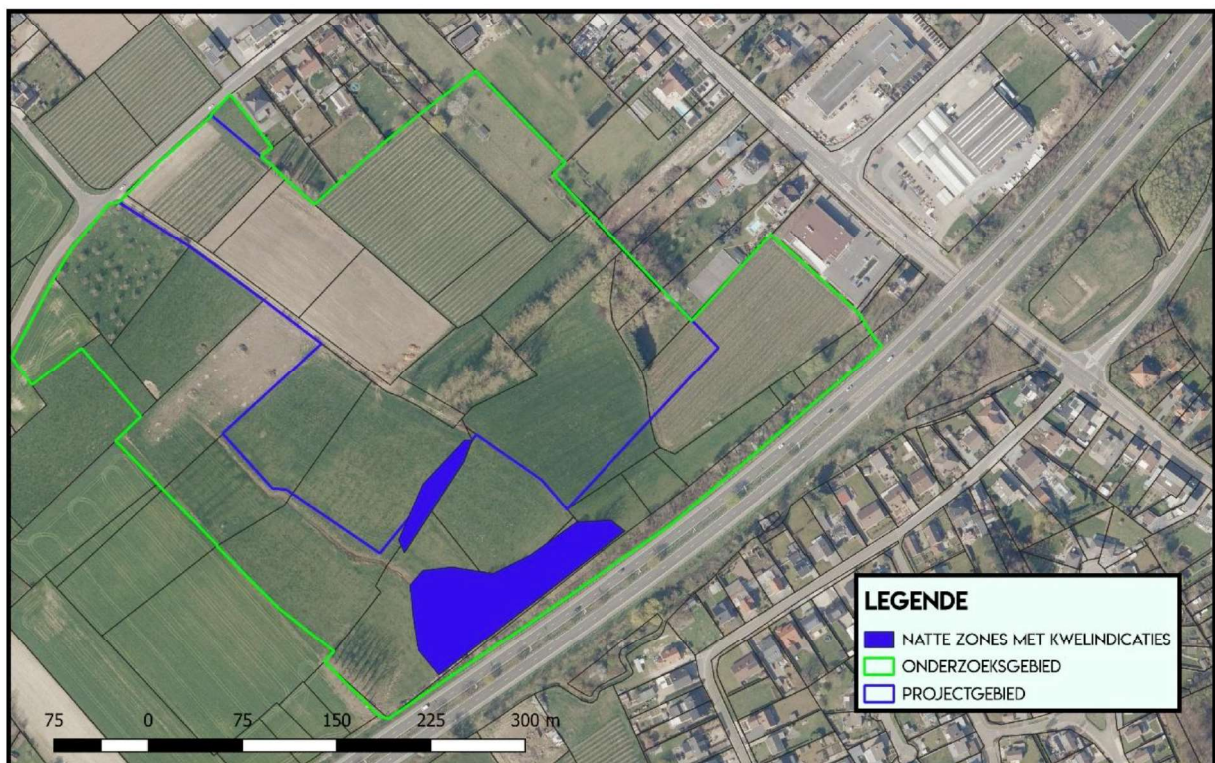 LEGENDE
NATTE ZONES MET KWELINDICATIES
ONDERZOEKSGEBIED
PROJECTGEBIED
75 0 75 150 225 300 m